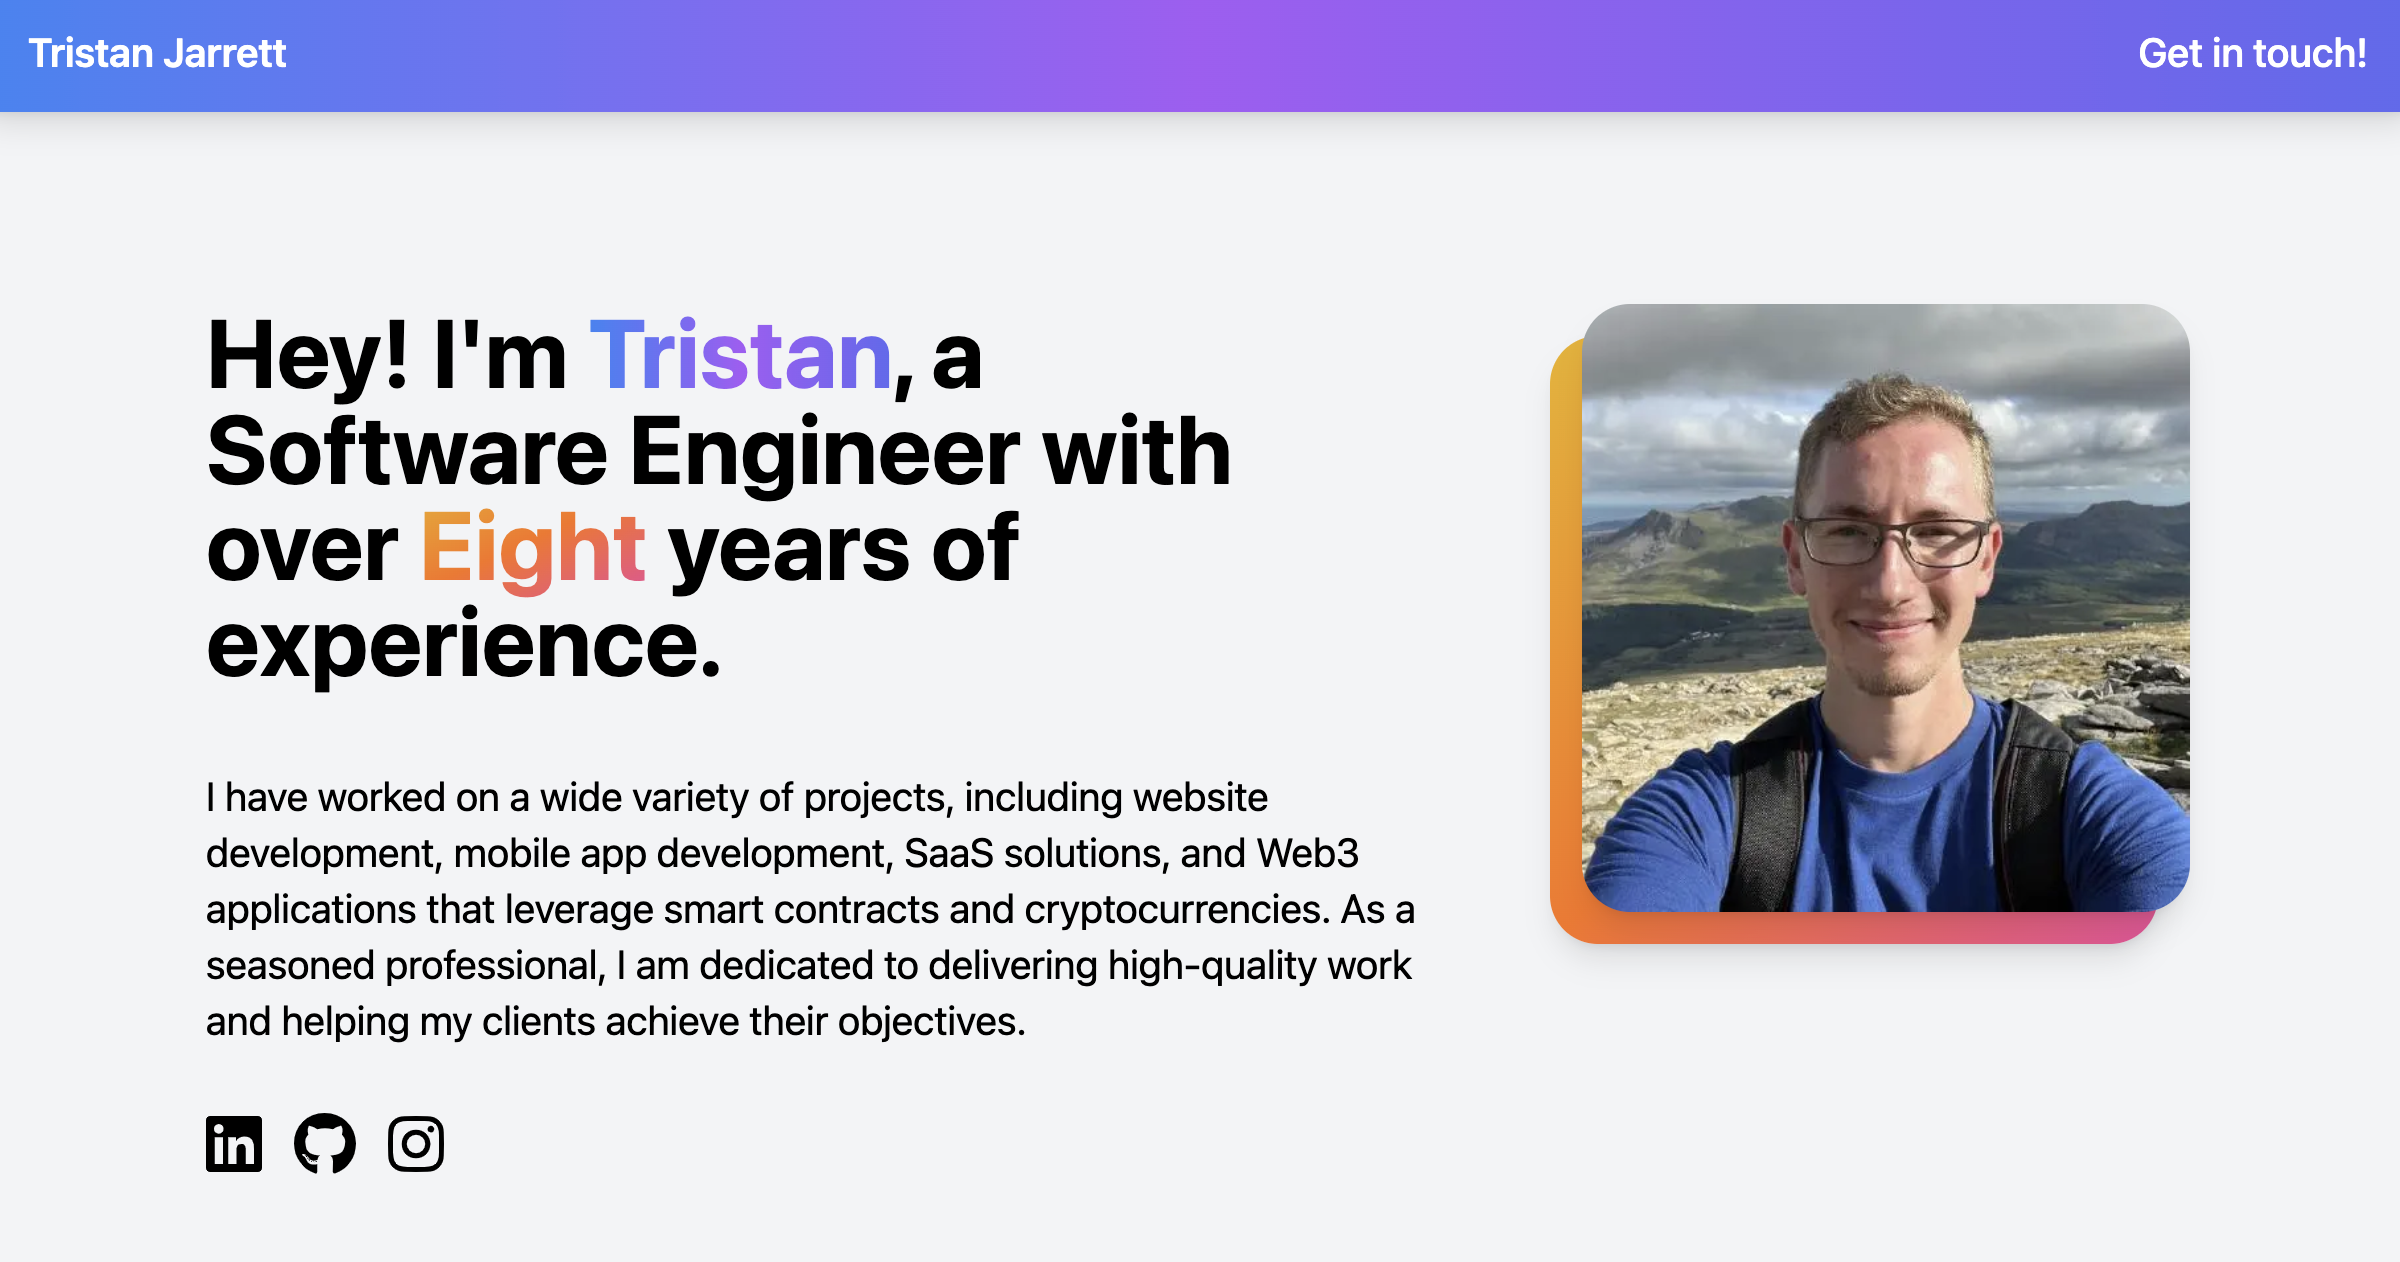 Tristan Jarrett
Get in touch!
Hey! I'm Tristan, a
Software Engineer with
over Eight years of
experience.
I have worked on a wide variety of projects, including website
development, mobile app development, SaaS solutions, and Web3
applications that leverage smart contracts and cryptocurrencies. As a
seasoned professional, I am dedicated to delivering high-quality work
and helping my clients achieve their objectives.
in